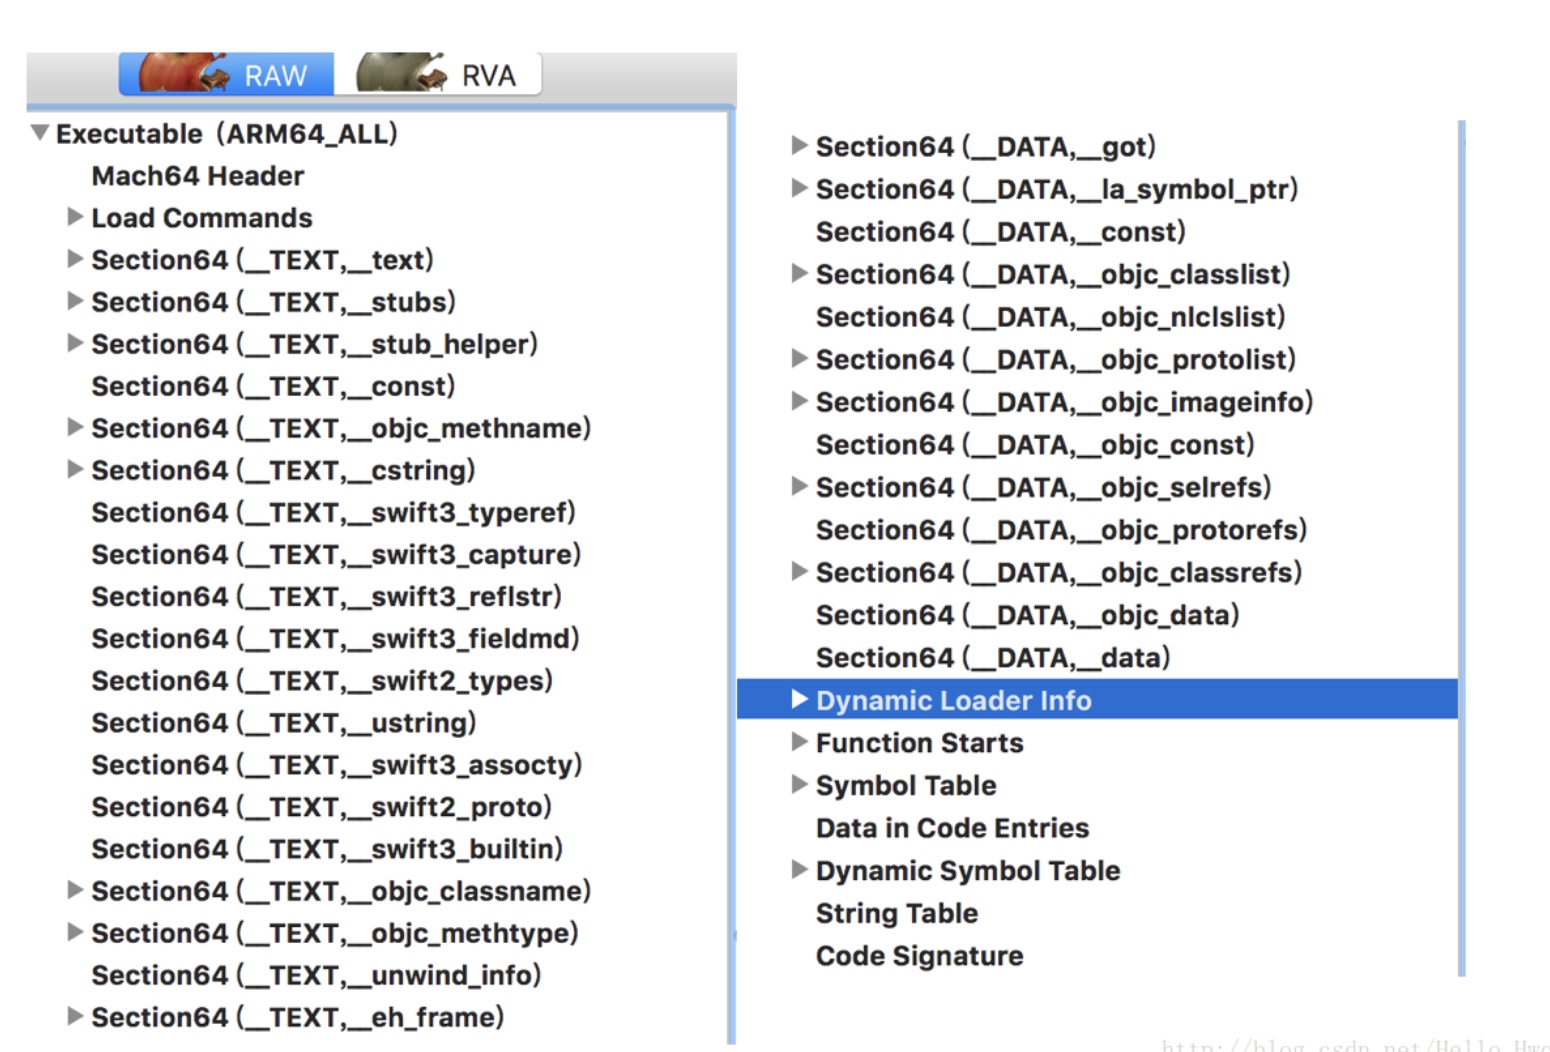 RAW
RVA
Executable (ARM64_ALL)
Mach64 Header
Load Commands
Section64 (__TEXT,__text)
Section64 (__TEXT,__stubs)
Section64 (__TEXT,__stub_helper)
Section64 (__TEXT,__const)
Section64 (__TEXT,__objc_methname)
Section64 (__TEXT,__cstring)
Section64 (__TEXT,__swift3_typeref)
Section64 (__TEXT,__swift3_capture)
Section64 (__TEXT,__swift3_reflstr)
Section64 (__TEXT,__swift3_fieldmd)
Section64 (__TEXT,__swift2_types)
Section64 (__TEXT,__ustring)
Section64 (__TEXT,__swift3_assocty)
Section64 (__TEXT,__swift2_proto)
Section64 (__TEXT,__swift3_builtin)
Section64 (__TEXT,__objc_classname)
Section64 (__TEXT,__objc_methtype)
Section64 (__TEXT,__unwind_info)
Section64 (__TEXT,__eh_frame)
Section64 (__DATA,__got)
Section64 (__DATA,__la_symbol_ptr)
Section64 (__DATA,__const)
Section64 (__DATA,__objc_classlist)
Section64 (__DATA,__objc_nlclslist)
Section64 (__DATA,__objc_protolist)
Section64 (__DATA,__objc_imageinfo)
Section64 (__DATA,__objc_const)
Section64 (__DATA,__objc_selrefs)
Section64 (__DATA,__objc_protorefs)
Section64 (__DATA,__objc_classrefs)
Section64 (__DATA,__objc_data)
Section64 (__DATA,__data)
Dynamic Loader Info
Function Starts
Symbol Table
Data in Code Entries
Dynamic Symbol Table
String Table
Code Signature
http://blog.csdn.net/Hello_Hwc